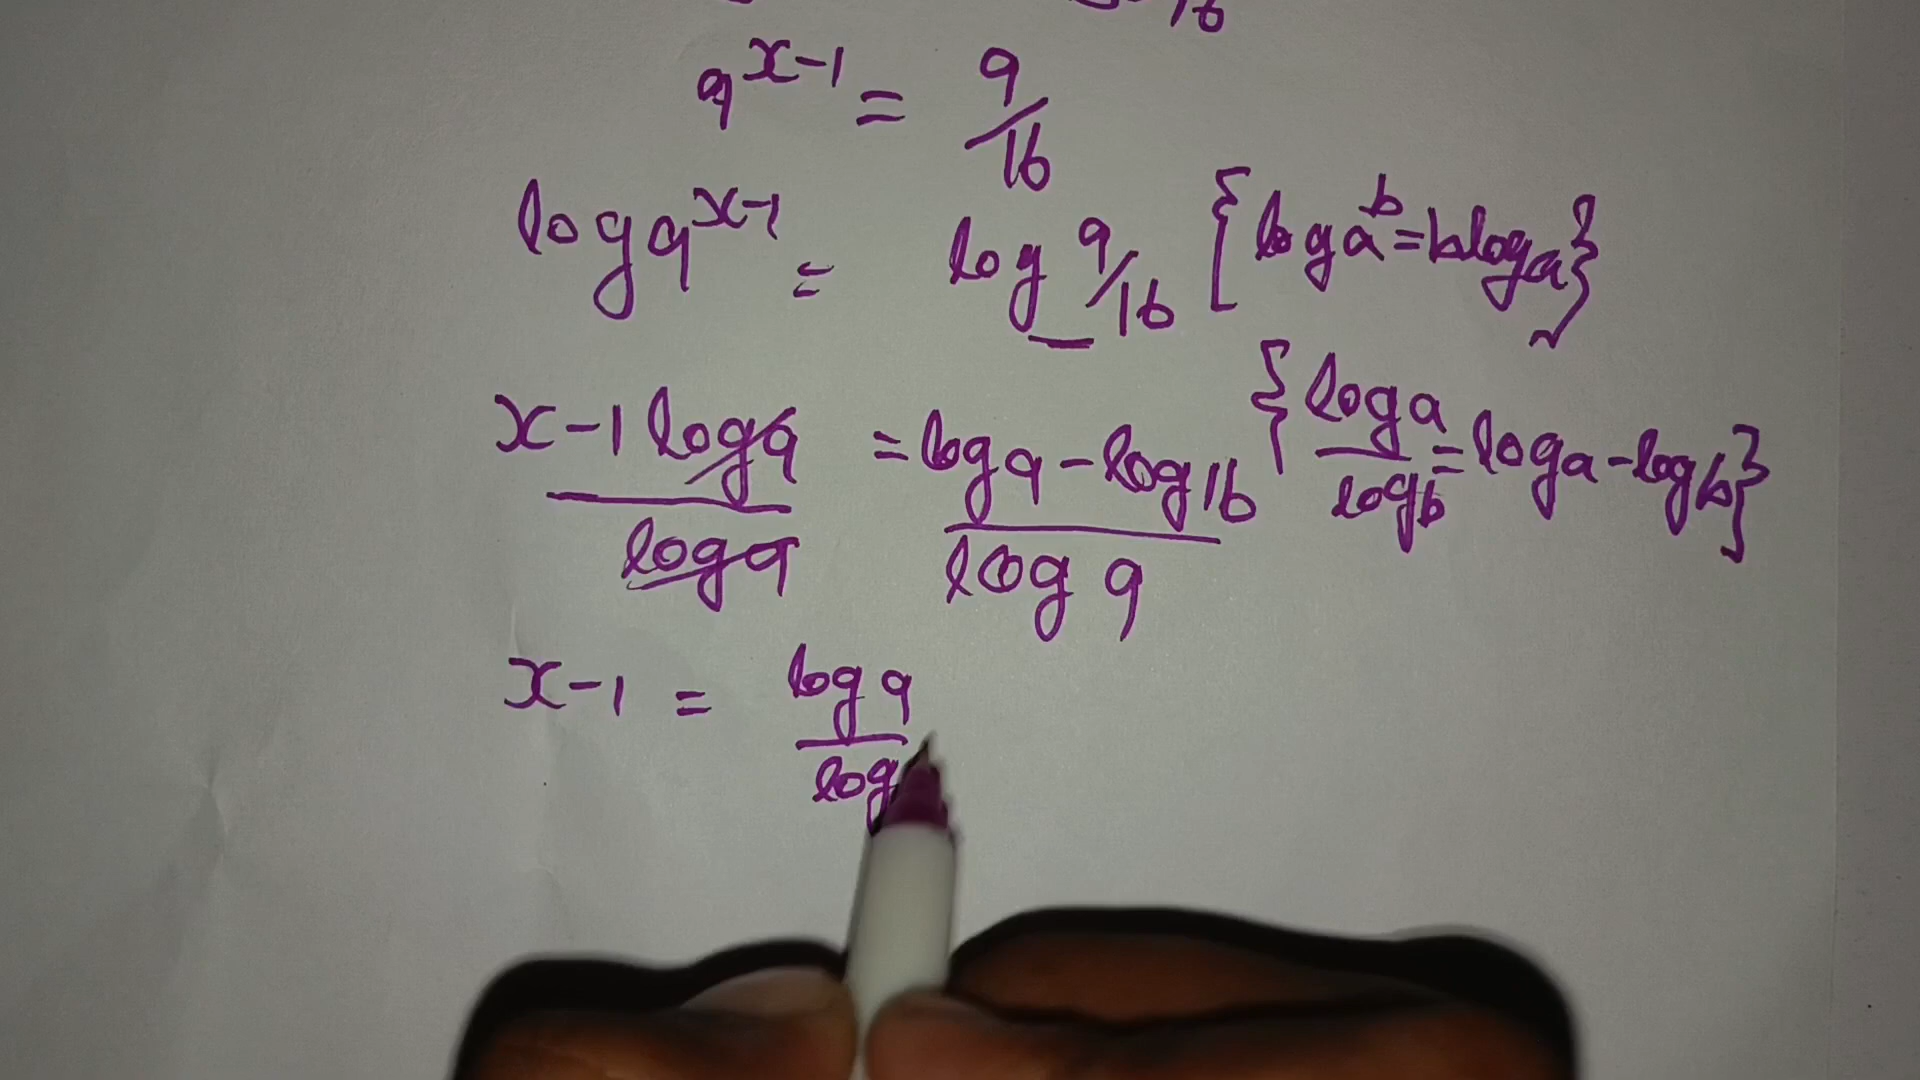 16
9^{x-1} = 9/16
log 9^{x-1} = log 9/16 {log a^b = b log a}
x-1 log 9 / log 9 = log 9 - log 16 / log 9 {log a / log b = log a - log b}
x-1 = log 9 / log